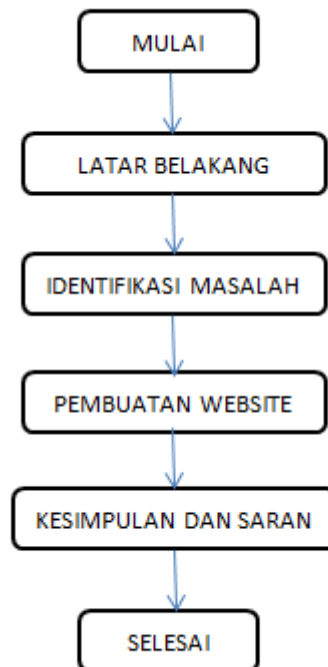 MULAI
LATAR BELAKANG
IDENTIFIKASI MASALAH
PEMBUATAN WEBSITE
KESIMPULAN DAN SARAN
SELESAI